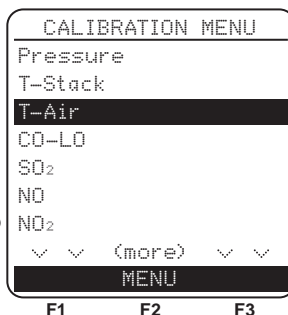 CALIBRATION MENU
Pressure
T-Stack
T-Air
CO-LO
SO₂
NO
NO₂
(more)
MENU
F1 F2 F3